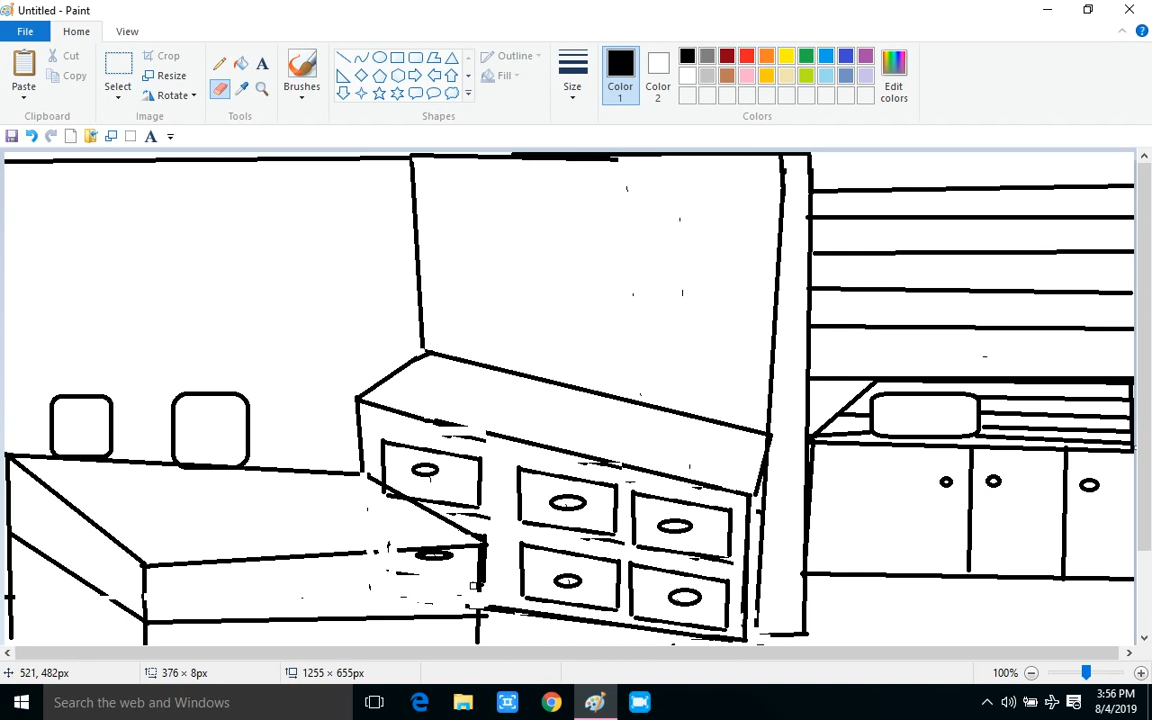 Untitled - Paint
File Home View
Paste
Cut
Copy
Clipboard
Select
Crop
Resize
Rotate
Image
Tools
Brushes
Shapes
Outline
Fill
Size
Color 1
Color 2
Edit colors
Colors
521, 482px 376 × 8px 1255 × 655px 100%
Search the web and Windows
3:56 PM
8/4/2019